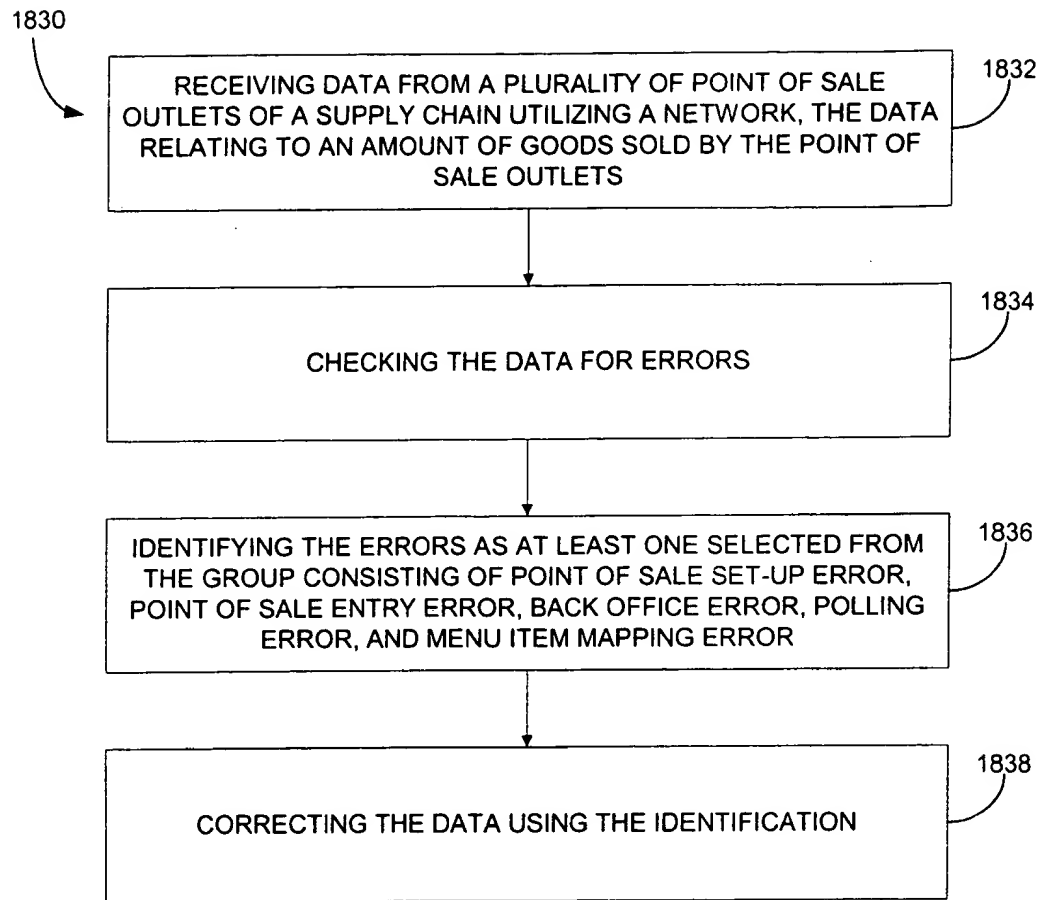 1830
RECEIVING DATA FROM A PLURALITY OF POINT OF SALE
OUTLETS OF A SUPPLY CHAIN UTILIZING A NETWORK, THE DATA
RELATING TO AN AMOUNT OF GOODS SOLD BY THE POINT OF
SALE OUTLETS
1832
CHECKING THE DATA FOR ERRORS
1834
IDENTIFYING THE ERRORS AS AT LEAST ONE SELECTED FROM
THE GROUP CONSISTING OF POINT OF SALE SET-UP ERROR,
POINT OF SALE ENTRY ERROR, BACK OFFICE ERROR, POLLING
ERROR, AND MENU ITEM MAPPING ERROR
1836
CORRECTING THE DATA USING THE IDENTIFICATION
1838